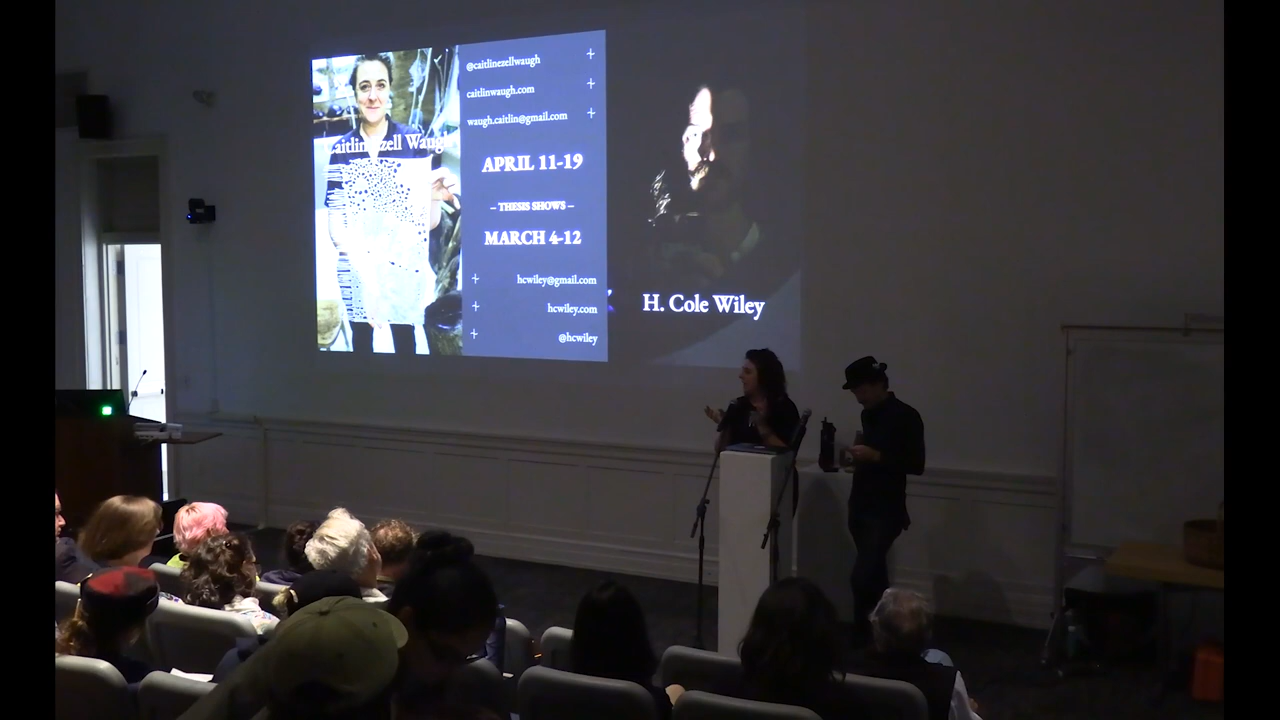 @caitlinezellwaugh
caitlinwaugh.com
waugh.caitlin@gmail.com
Caitlin Ezell Waugh
APRIL 11-19
– THESIS SHOWS –
MARCH 4-12
hcwiley@gmail.com
hcwiley.com
@hcwiley
H. Cole Wiley